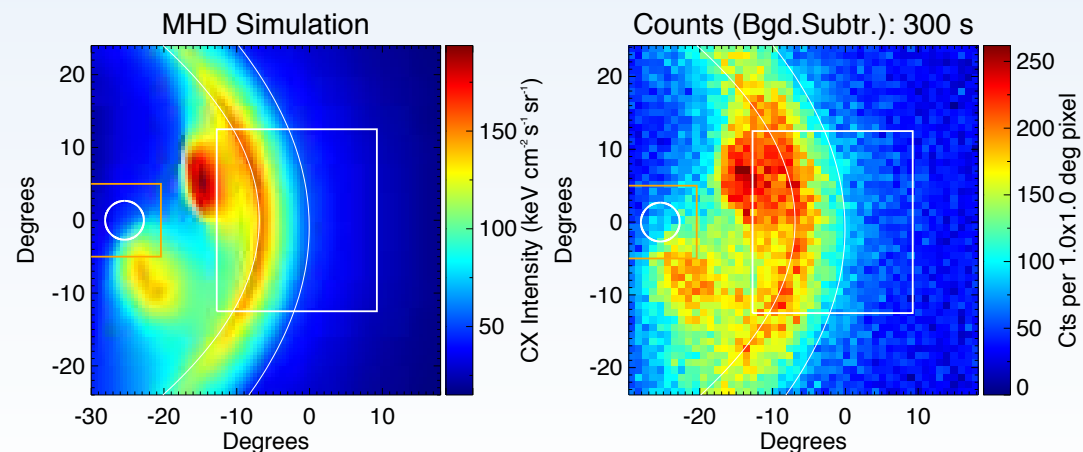 MHD Simulation
20
10
0
-10
-20
Degrees
-30 -20 -10 0 10
Degrees
150
100
50
CX Intensity (keV cm⁻² s⁻¹ sr⁻¹)
Counts (Bgd.Subtr.): 300 s
20
10
0
-10
-20
Degrees
-20 -10 0 10
Degrees
250
200
150
100
50
0
Cts per 1.0x1.0 deg pixel